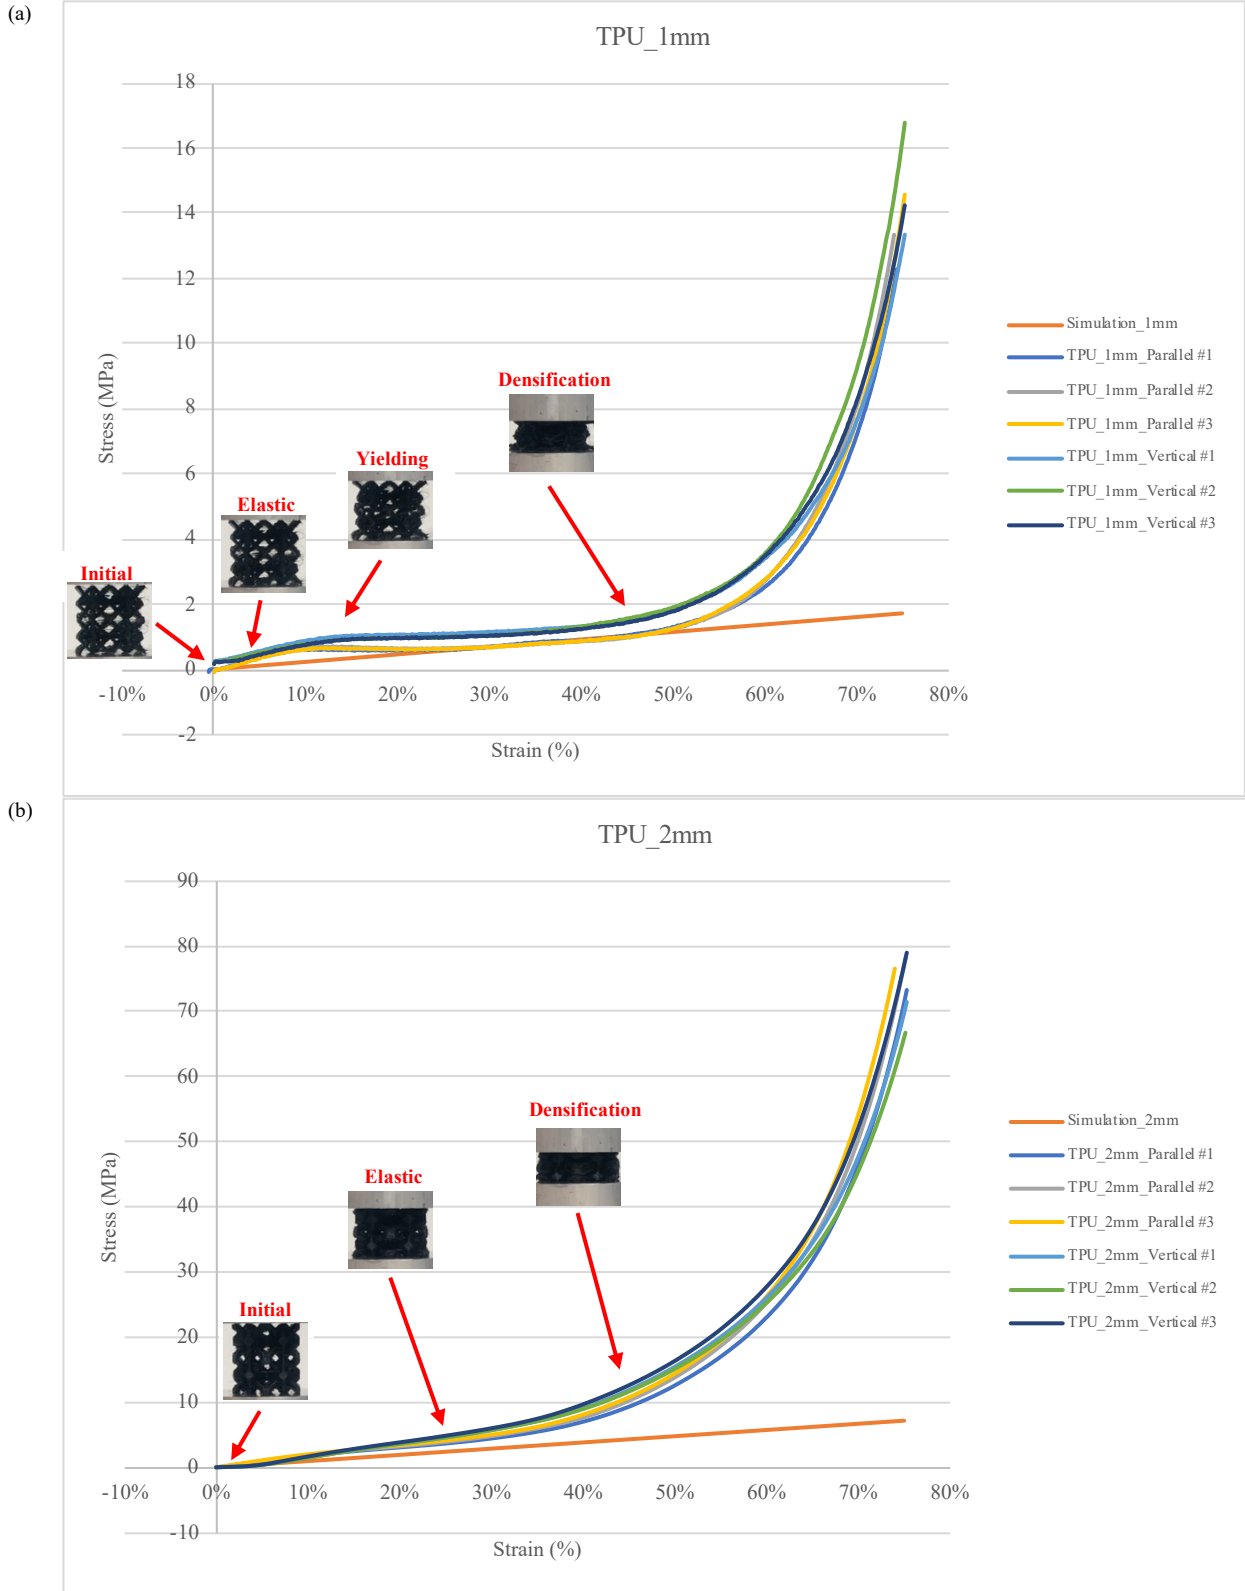 (a)
TPU_1mm
18
16
14
12
10
8
6
4
2
0
-2
-10%
0%
10%
20%
30%
40%
50%
60%
70%
80%
Stress (MPa)
Strain (%)
Initial
Elastic
Yielding
Densification
Simulation_1mm
TPU_1mm_Parallel #1
TPU_1mm_Parallel #2
TPU_1mm_Parallel #3
TPU_1mm_Vertical #1
TPU_1mm_Vertical #2
TPU_1mm_Vertical #3
(b)
TPU_2mm
90
80
70
60
50
40
30
20
10
0
-10
-10%
0%
10%
20%
30%
40%
50%
60%
70%
80%
Stress (MPa)
Strain (%)
Initial
Elastic
Densification
Simulation_2mm
TPU_2mm_Parallel #1
TPU_2mm_Parallel #2
TPU_2mm_Parallel #3
TPU_2mm_Vertical #1
TPU_2mm_Vertical #2
TPU_2mm_Vertical #3